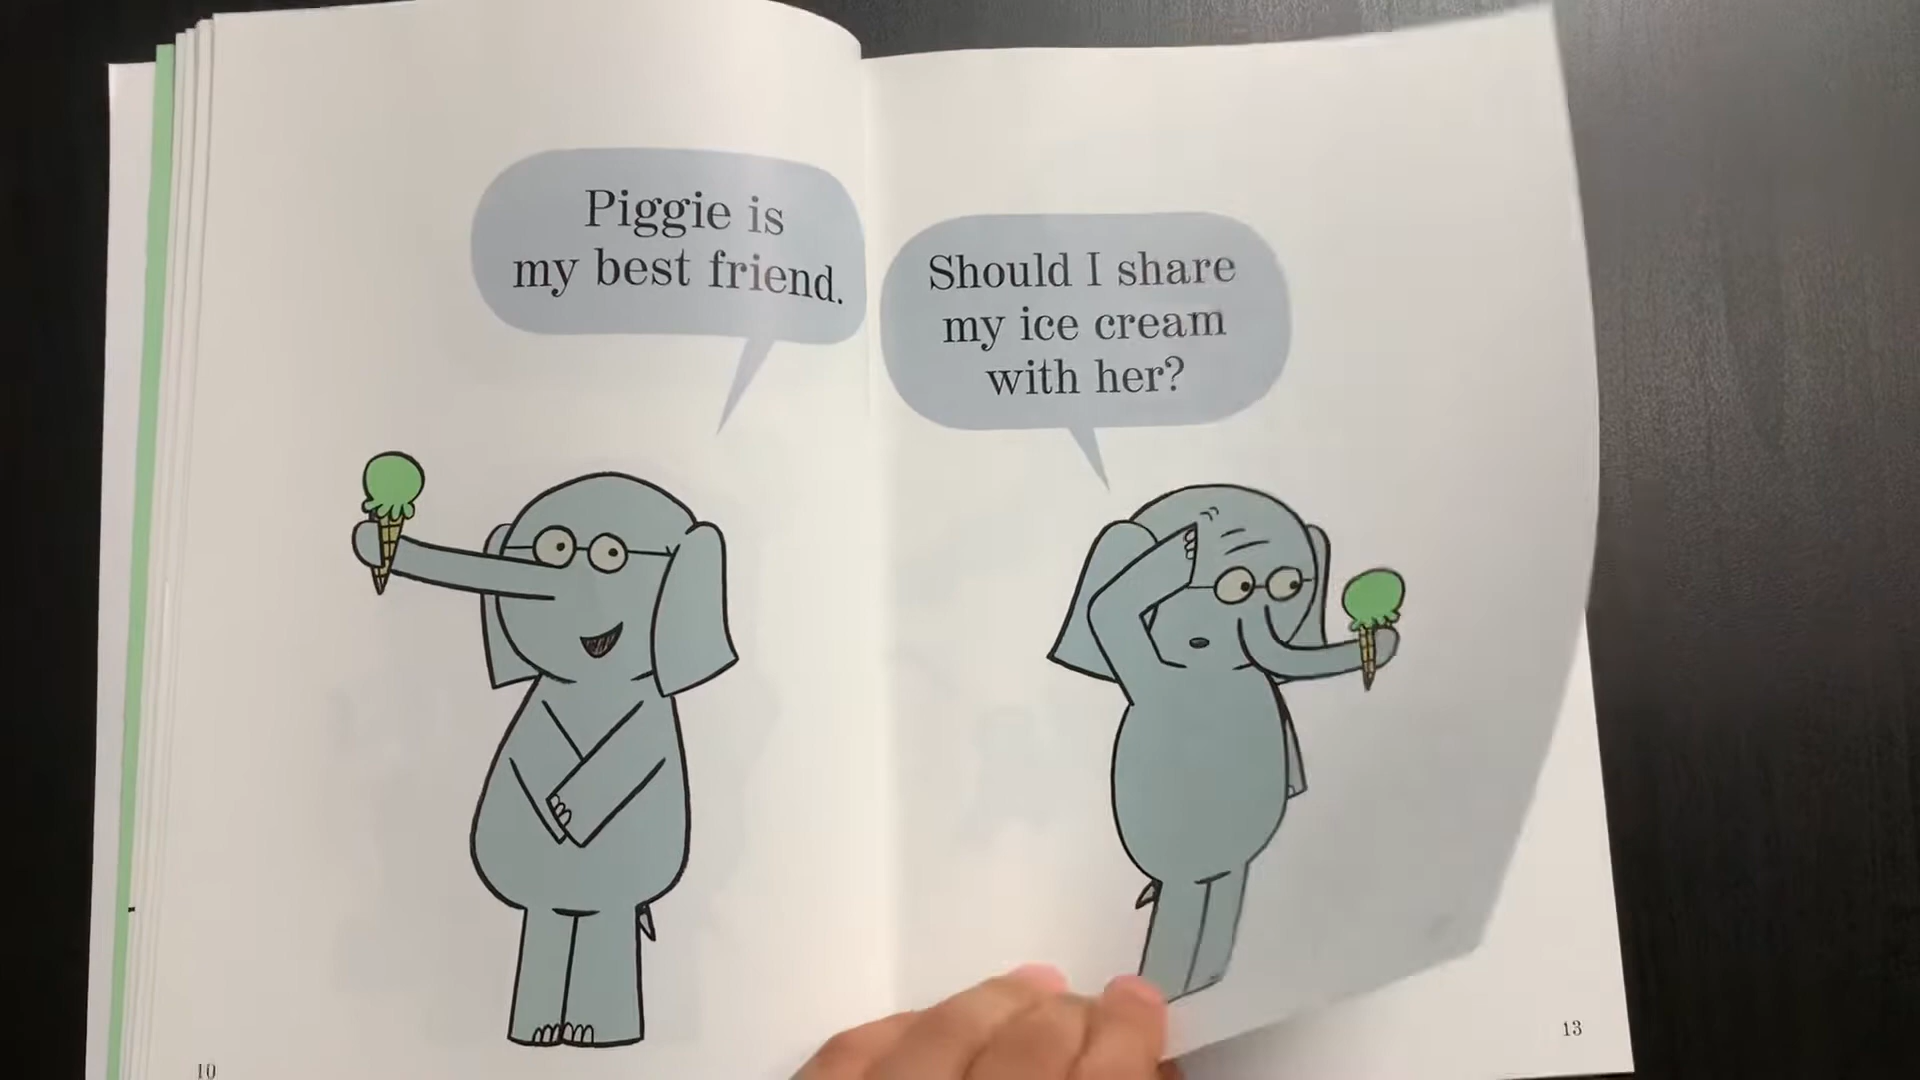 Piggie is
my best friend.
Should I share
my ice cream
with her?
10
13